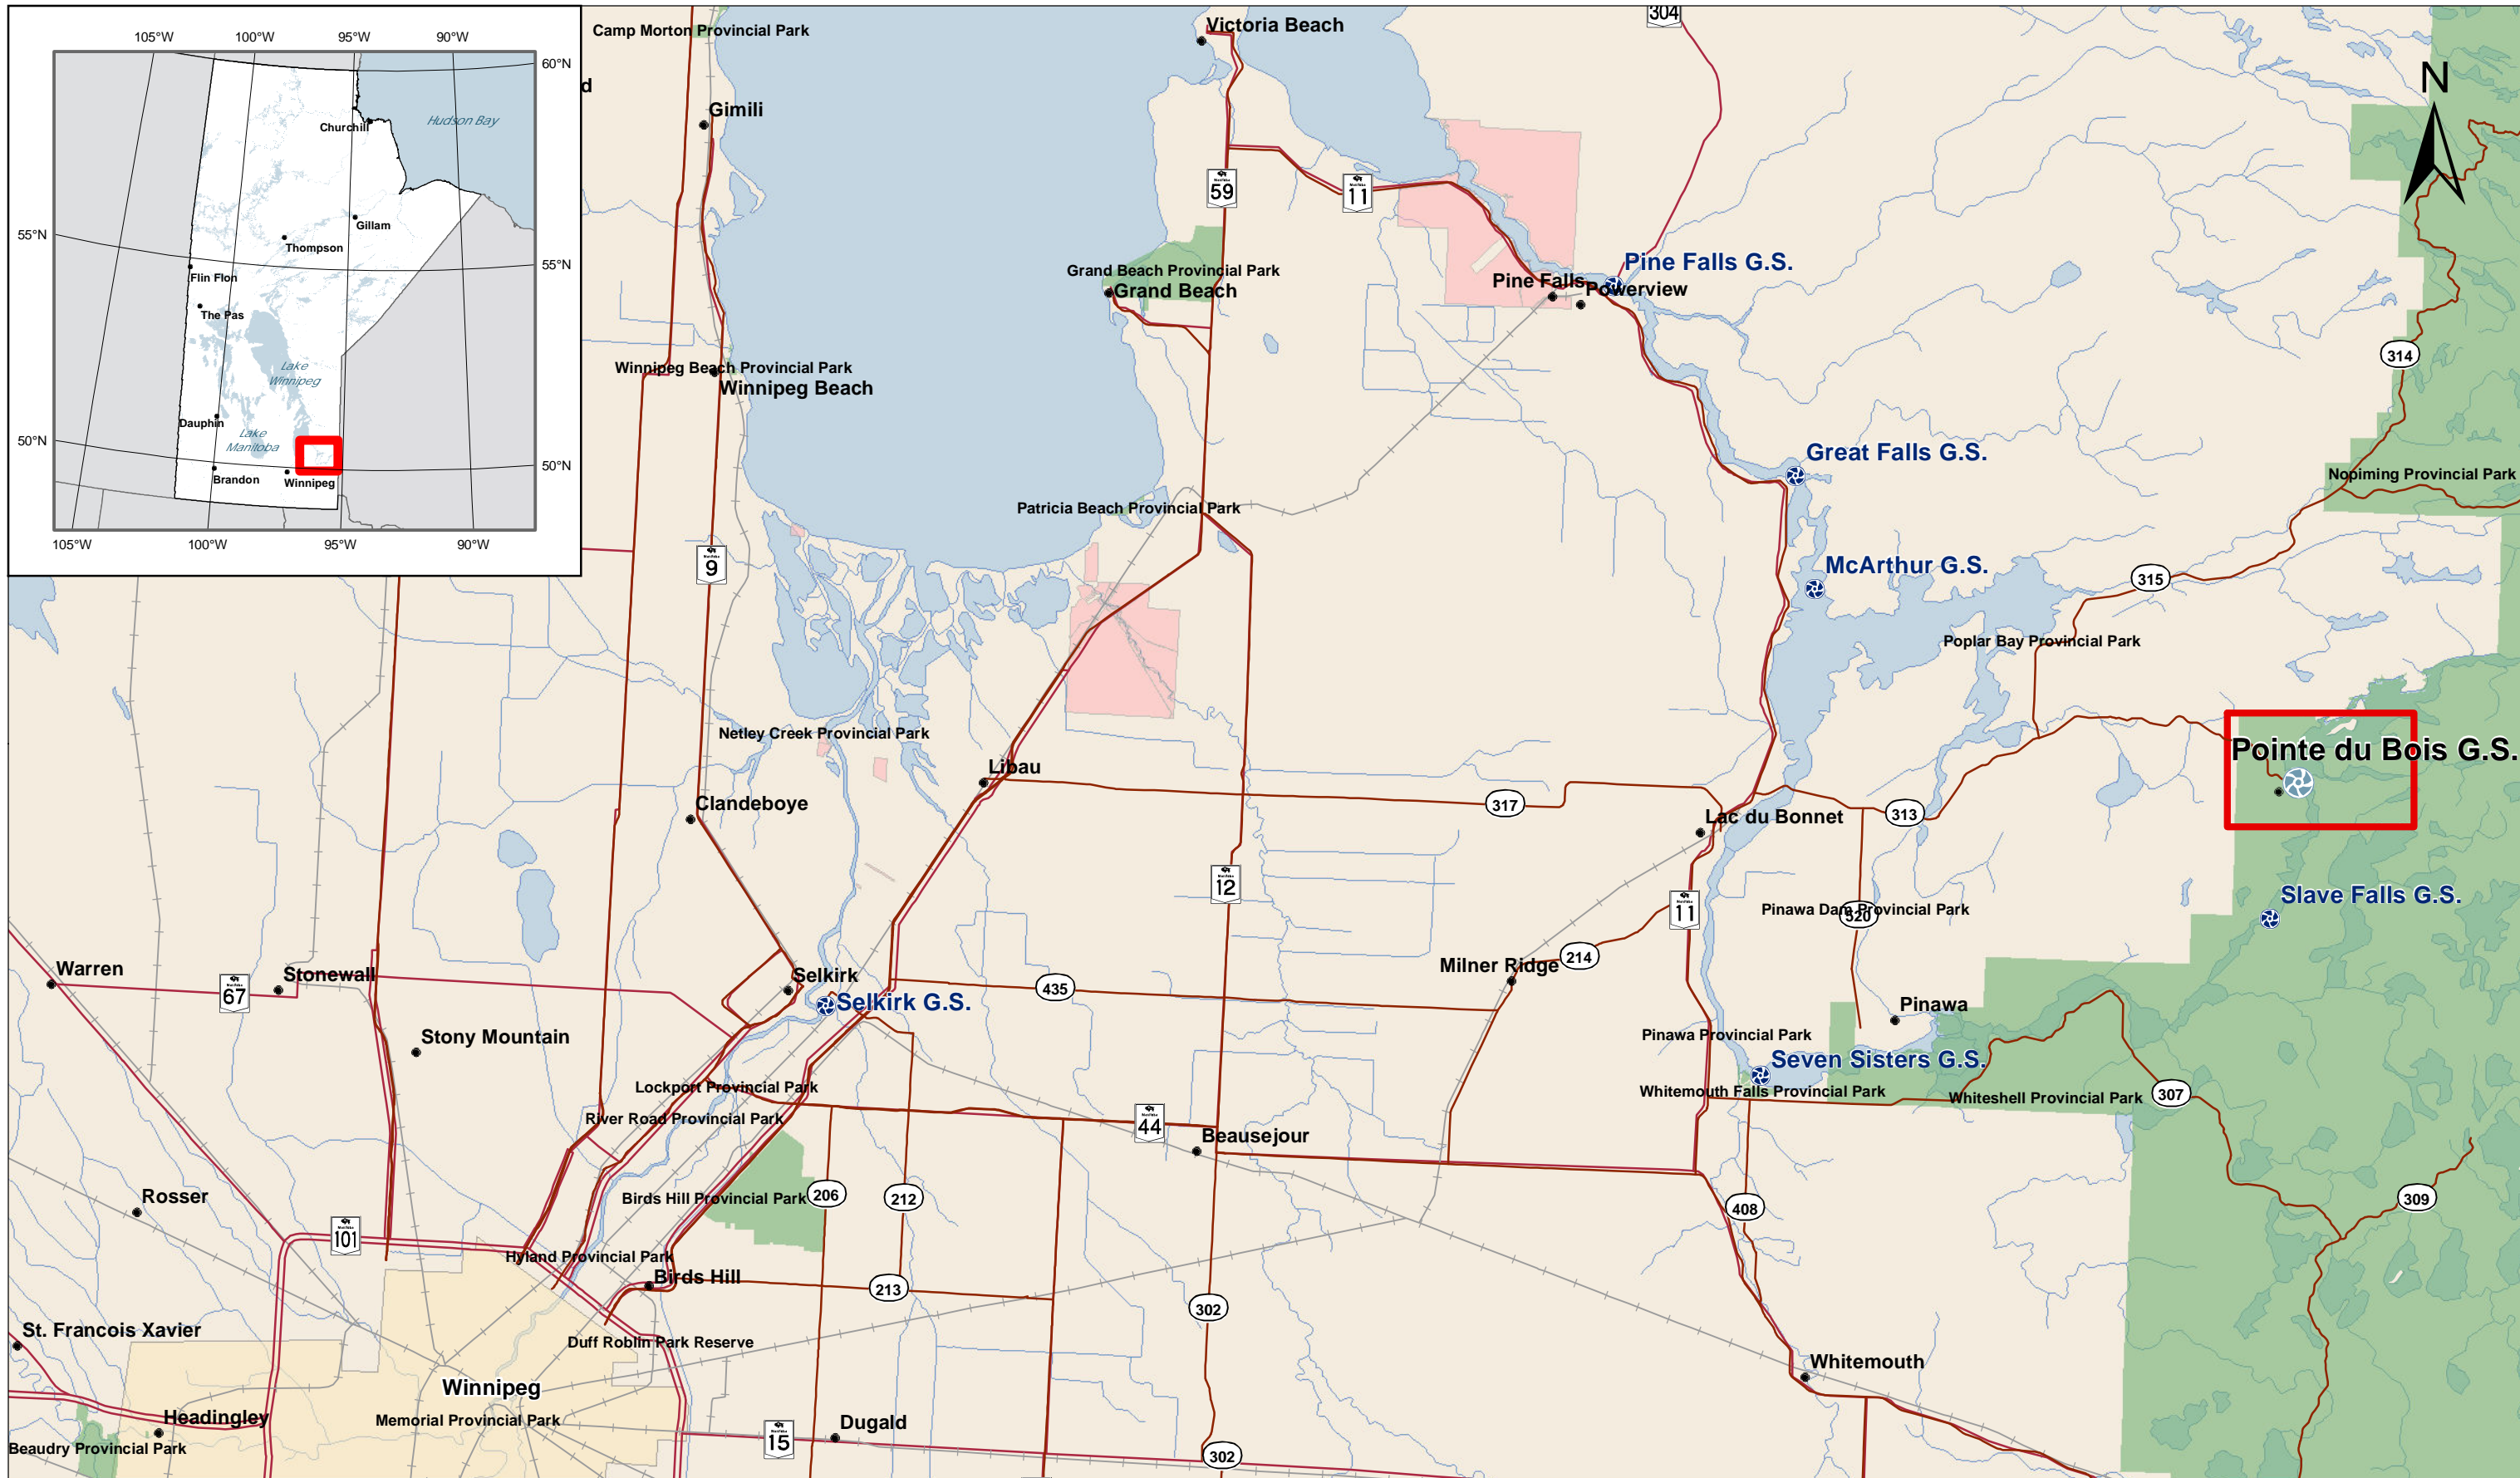 105°W
100°W
95°W
90°W
60°N
Hudson Bay
Churchill
Gillam
55°N
Thompson
55°N
Flin Flon
The Pas
Lake
Winnipeg
Dauphin
Lake
Manitoba
50°N
50°N
Brandon
Winnipeg
105°W
100°W
95°W
90°W
d
Camp Morton Provincial Park
Victoria Beach
304
N
Gimili
59
11
Grand Beach Provincial Park
Grand Beach
Pine Falls G.S.
Pine Falls
Powerview
314
Winnipeg Beach Provincial Park
Winnipeg Beach
Great Falls G.S.
Nopiming Provincial Park
Patricia Beach Provincial Park
9
McArthur G.S.
315
Poplar Bay Provincial Park
Netley Creek Provincial Park
Pointe du Bois G.S.
Libau
Clandeboye
317
313
Lac du Bonnet
12
11
Slave Falls G.S.
Pinawa Dam Provincial Park
520
Warren
Stonewall
67
Selkirk
Selkirk G.S.
435
Milner Ridge
214
Pinawa
Stony Mountain
Pinawa Provincial Park
Seven Sisters G.S.
Lockport Provincial Park
Whitemouth Falls Provincial Park
Whiteshell Provincial Park
307
River Road Provincial Park
44
Beausejour
Rosser
Birds Hill Provincial Park
206
212
408
309
101
Hyland Provincial Park
Birds Hill
213
302
St. Francois Xavier
Duff Roblin Park Reserve
Whitemouth
Winnipeg
Headingley
Memorial Provincial Park
Dugald
Beaudry Provincial Park
15
302